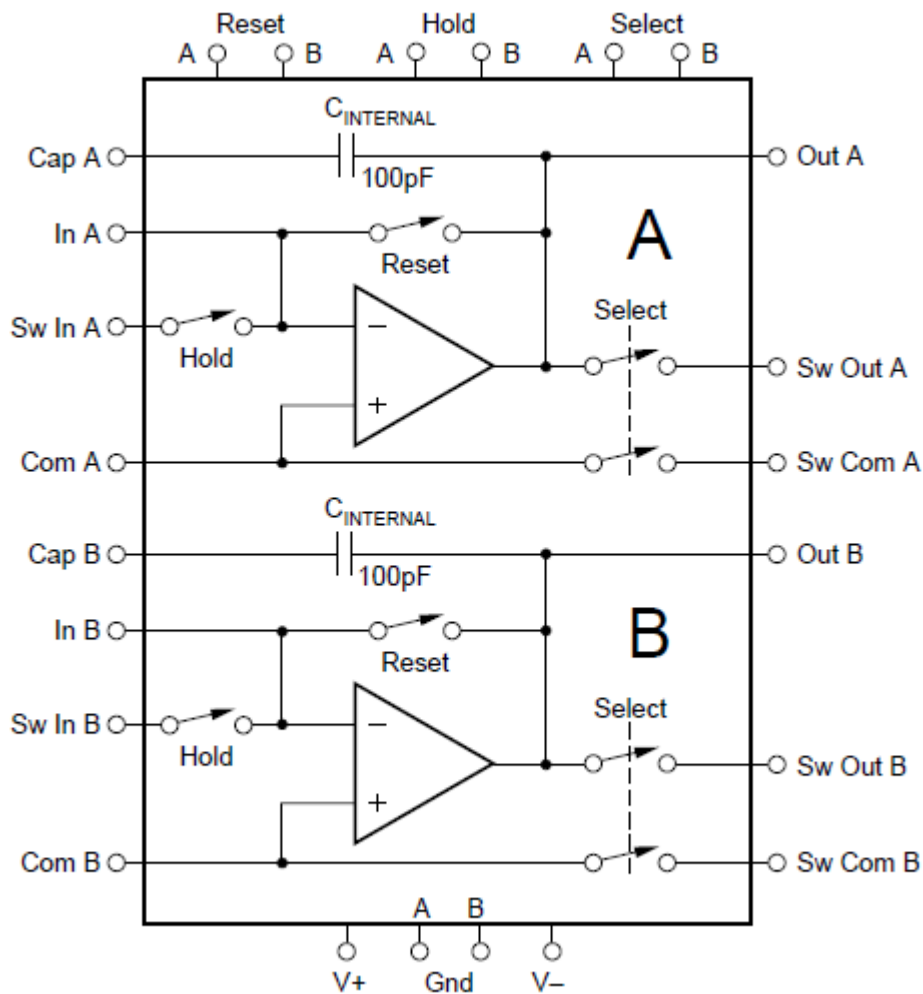 Reset Hold Select
A B A B A B
C_INTERNAL
Cap A Out A
100pF
In A A
Reset
Select
Sw In A −
Hold Sw Out A
+
Com A Sw Com A
C_INTERNAL
Cap B Out B
100pF
In B B
Reset
Select
Sw In B −
Hold Sw Out B
+
Com B Sw Com B
A B
V+ Gnd V–